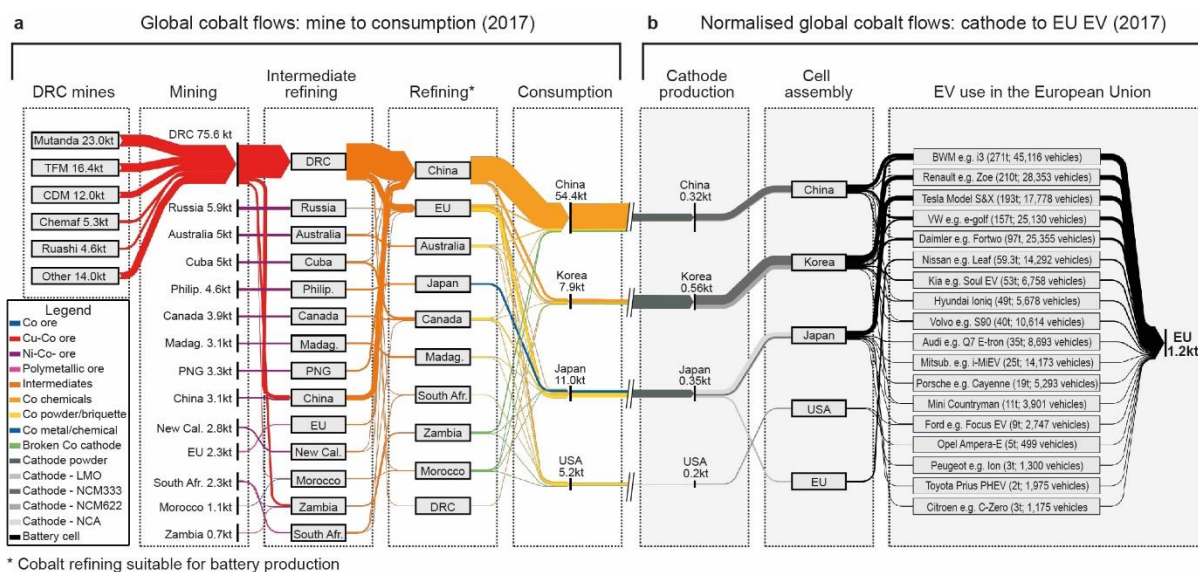 a
Global cobalt flows: mine to consumption (2017)
b
Normalised global cobalt flows: cathode to EU EV (2017)
DRC mines
Mining
Intermediate
refining
Refining*
Consumption
Cathode
production
Cell
assembly
EV use in the European Union
Mutanda 23.0kt
TFM 16.4kt
CDM 12.0kt
Chemaf 5.3kt
Ruashi 4.6kt
Other 14.0kt
Legend
Co ore
Cu-Co ore
Ni-Co- ore
Polymetallic ore
Intermediates
Co chemicals
Co powder/briquette
Co metal/chemical
Broken Co cathode
Cathode powder
Cathode - LMO
Cathode - NCM333
Cathode - NCM622
Cathode - NCA
Battery cell
DRC 75.6 kt
Russia 5.9kt
Australia 5kt
Cuba 5kt
Philip. 4.6kt
Canada 3.9kt
Madag. 3.1kt
PNG 3.3kt
China 3.1kt
New Cal. 2.8kt
EU 2.3kt
South Afr. 2.3kt
Morocco 1.1kt
Zambia 0.7kt
DRC
Russia
Australia
Cuba
Philip.
Canada
Madag.
PNG
China
EU
New Cal.
Morocco
Zambia
South Afr.
China
EU
Australia
Japan
Canada
Madag.
South Afr.
Zambia
Morocco
DRC
China
54.4kt
Korea
7.9kt
Japan
11.0kt
USA
5.2kt
China
0.32kt
Korea
0.56kt
Japan
0.35kt
USA
0.2kt
China
Korea
Japan
USA
EU
BWM e.g. i3 (271t; 45,116 vehicles)
Renault e.g. Zoe (210t; 28,353 vehicles)
Tesla Model S&X (193t; 17,778 vehicles)
VW e.g. e-golf (157t; 25,130 vehicles)
Daimler e.g. Fortwo (97t; 25,355 vehicles)
Nissan e.g. Leaf (59.3t; 14,292 vehicles)
Kia e.g. Soul EV (53t; 6,758 vehicles)
Hyundai Ioniq (49t; 5,678 vehicles)
Volvo e.g. S90 (40t; 10,614 vehicles)
Audi e.g. Q7 E-tron (35t; 8,693 vehicles)
Mitsub. e.g. i-MiEV (25t; 14,173 vehicles)
Porsche e.g. Cayenne (19t; 5,293 vehicles)
Mini Countryman (11t; 3,901 vehicles)
Ford e.g. Focus EV (9t; 2,747 vehicles)
Opel Ampera-E (5t; 499 vehicles)
Peugeot e.g. Ion (3t; 1,300 vehicles)
Toyota Prius PHEV (2t; 1,975 vehicles)
Citroen e.g. C-Zero (3t; 1,175 vehicles)
EU
1.2kt
* Cobalt refining suitable for battery production